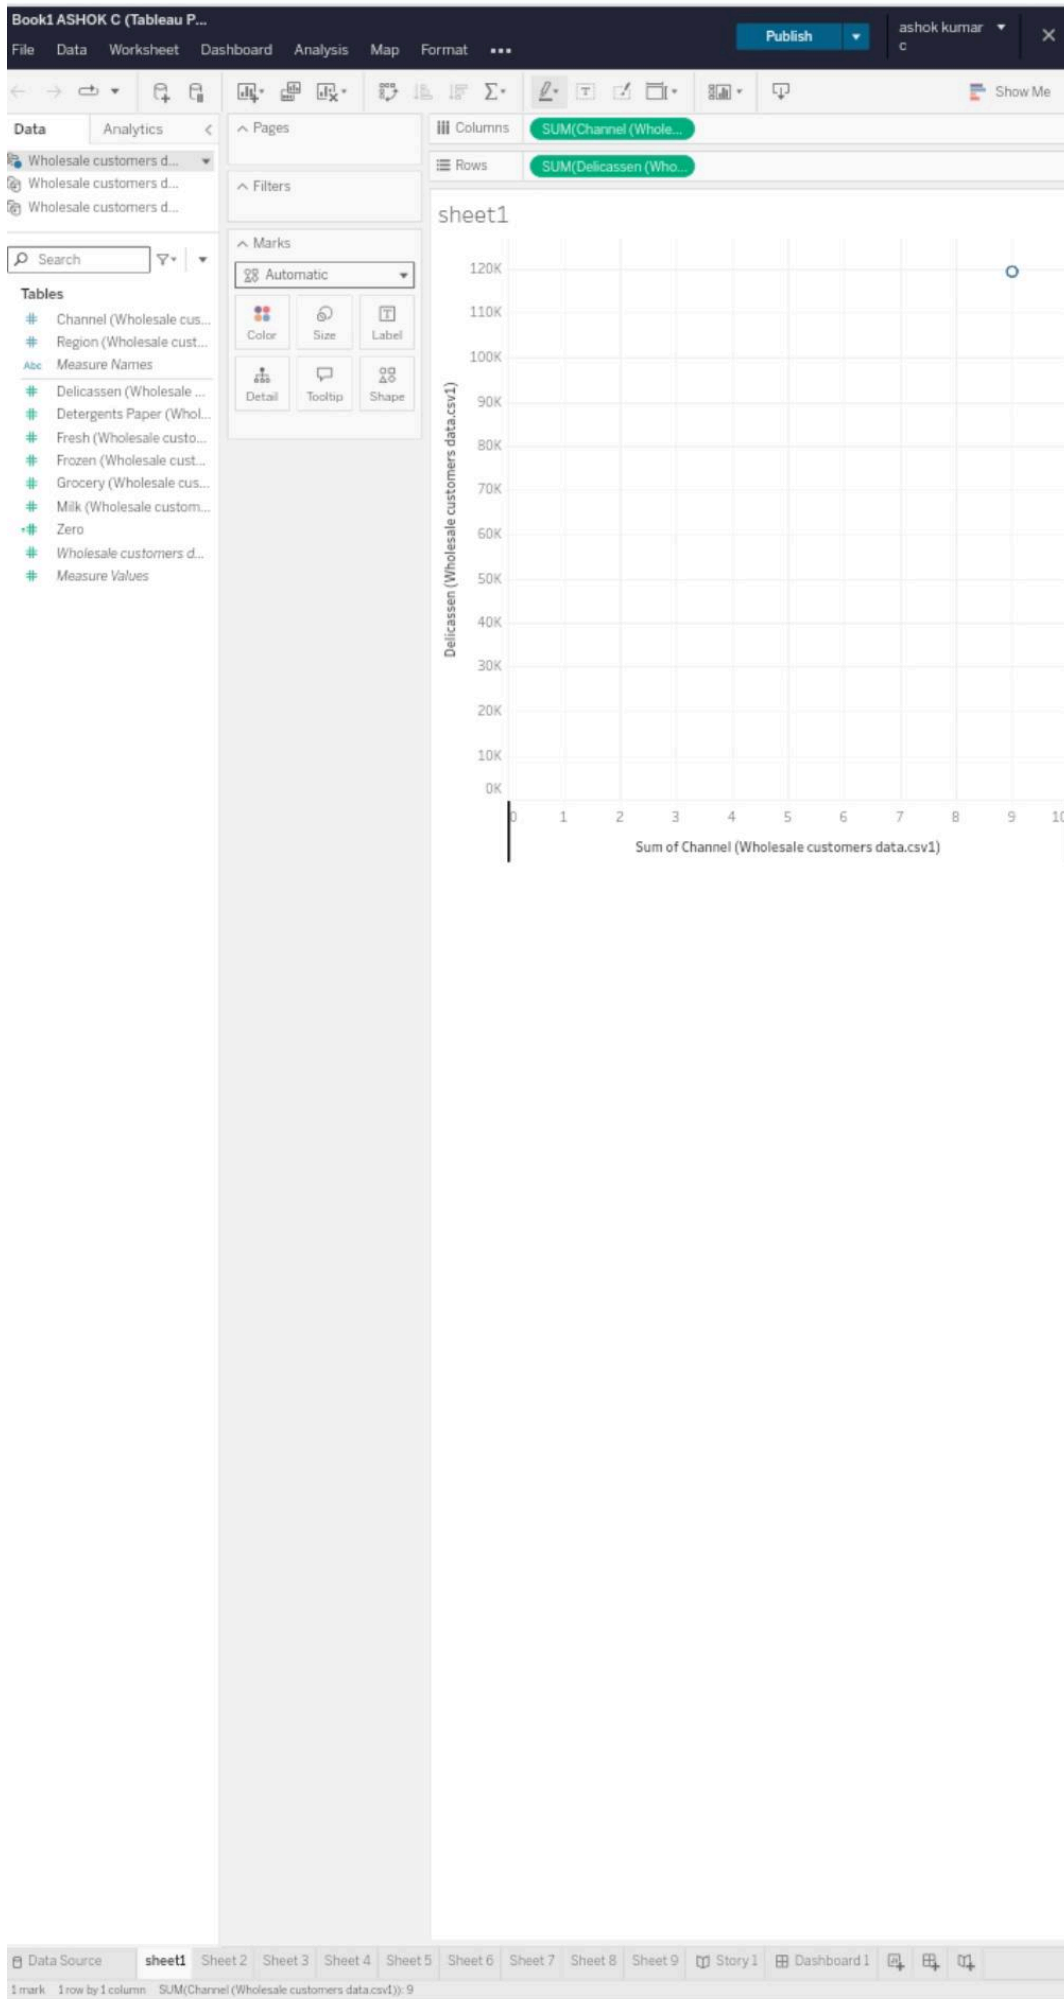 Book1 ASHOK C (Tableau P...
File Data Worksheet Dashboard Analysis Map Format •••
Publish
ashok kumar
c
Show Me
Data Analytics
Wholesale customers d...
Wholesale customers d...
Wholesale customers d...
Search
Tables
Channel (Wholesale cus...
Region (Wholesale cust...
Abc Measure Names
Delicassen (Wholesale ...
Detergents Paper (Whol...
Fresh (Wholesale custo...
Frozen (Wholesale cust...
Grocery (Wholesale cus...
Milk (Wholesale custom...
Zero
Wholesale customers d...
Measure Values
Pages
Filters
Marks
Automatic
Color Size Label
Detail Tooltip Shape
Columns SUM(Channel (Whole...
Rows SUM(Delicassen (Who...
sheet1
Delicassen (Wholesale customers data.csv1)
120K
110K
100K
90K
80K
70K
60K
50K
40K
30K
20K
10K
0K
0 1 2 3 4 5 6 7 8 9 10
Sum of Channel (Wholesale customers data.csv1)
Data Source sheet1 Sheet 2 Sheet 3 Sheet 4 Sheet 5 Sheet 6 Sheet 7 Sheet 8 Sheet 9 Story 1 Dashboard 1
1 mark 1 row by 1 column SUM(Channel (Wholesale customers data.csv1)): 9